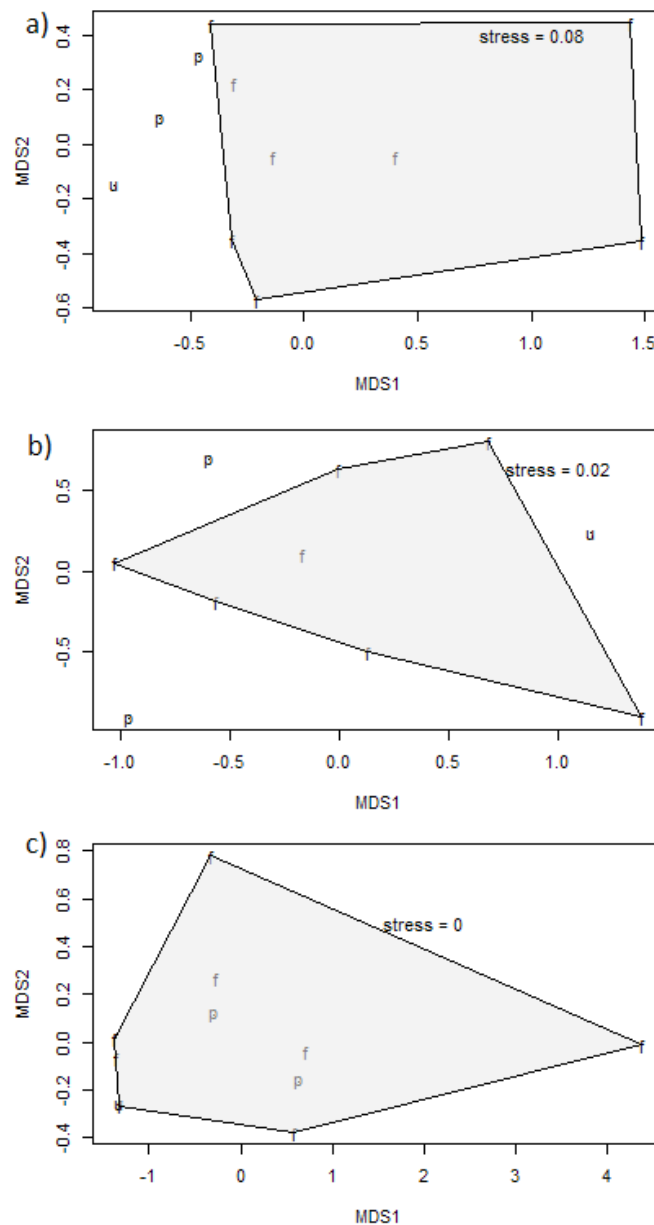 a)
stress = 0.08
MDS2
0.4
0.2
0.0
-0.2
-0.4
-0.6
p
p
f
f
f
f
f
f
f
f
-0.5
0.0
0.5
1.0
1.5
MDS1
b)
stress = 0.02
MDS2
0.5
0.0
-0.5
p
p
f
f
f
f
f
f
f
-1.0
-0.5
0.0
0.5
1.0
MDS1
c)
stress = 0
MDS2
0.8
0.6
0.4
0.2
0.0
-0.2
-0.4
f
f
p
f
p
f
f
-1
0
1
2
3
4
MDS1